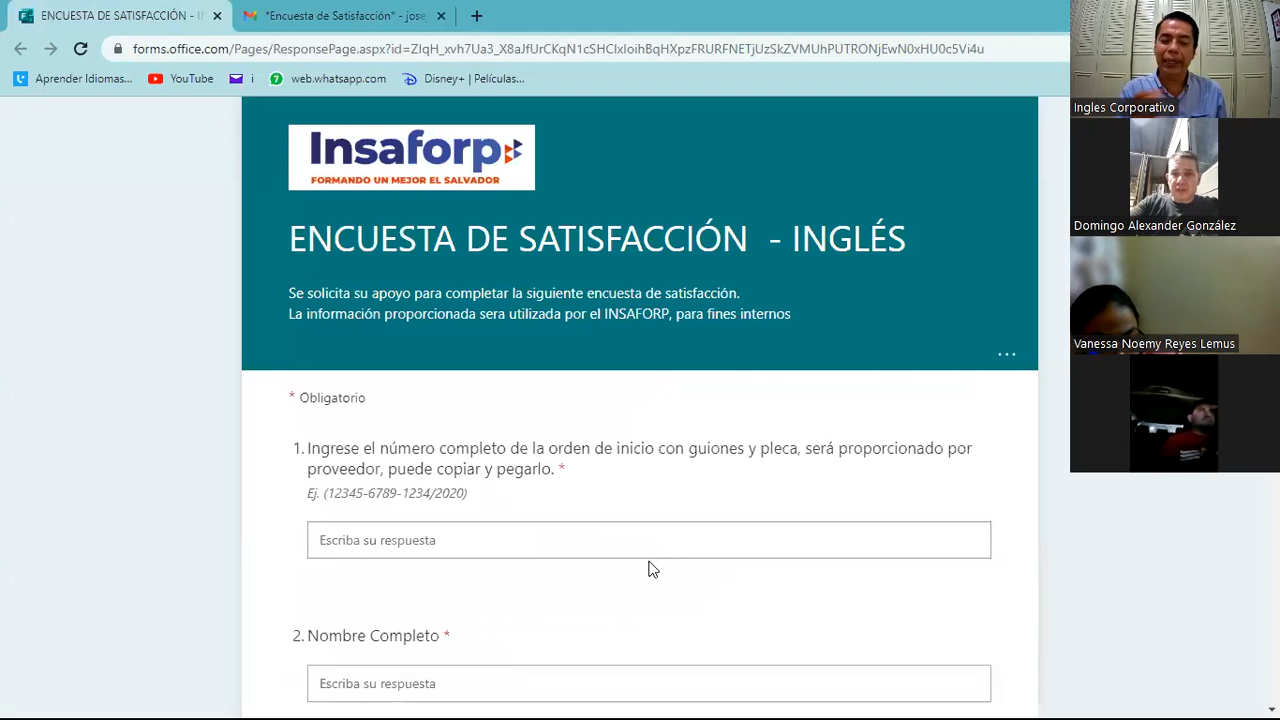 ENCUESTA DE SATISFACCIÓN - I
*Encuesta de Satisfacción* - jose
forms.office.com/Pages/ResponsePage.aspx?id=ZIqH_xvh7Ua3_X8aJfUrCKqN1cSHCIxIoihBqHXpzFRURFNETjUzSkZVMUhPUTRONjEwN0xHU0c5Vi4u
Aprender Idiomas...
YouTube
i
web.whatsapp.com
Disney+ | Películas...
Insaforp
FORMANDO UN MEJOR EL SALVADOR
ENCUESTA DE SATISFACCIÓN - INGLÉS
Se solicita su apoyo para completar la siguiente encuesta de satisfacción.
La información proporcionada sera utilizada por el INSAFORP, para fines internos
...
* Obligatorio
1. Ingrese el número completo de la orden de inicio con guiones y pleca, será proporcionado por
proveedor, puede copiar y pegarlo. *
Ej. (12345-6789-1234/2020)
Escriba su respuesta
2. Nombre Completo *
Escriba su respuesta
Ingles Corporativo
Domingo Alexander González
Vanessa Noemy Reyes Lemus